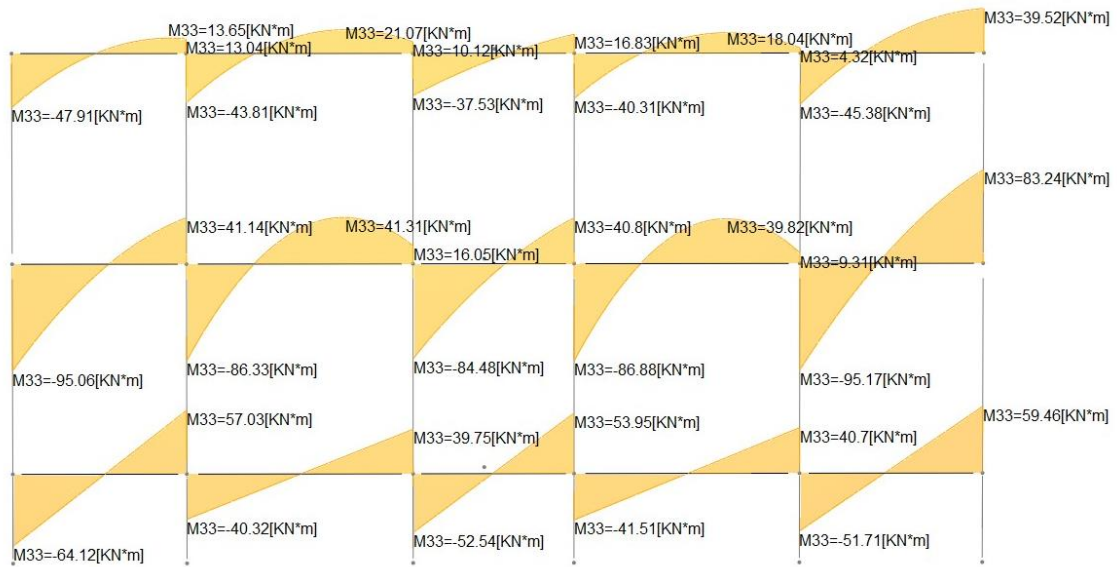 M33=39.52[KN*m]
M33=13.65[KN*m]
M33=21.07[KN*m]
M33=16.83[KN*m]
M33=18.04[KN*m]
M33=13.04[KN*m]
M33=10.12[KN*m]
M33=4.32[KN*m]
M33=-47.91[KN*m]
M33=-43.81[KN*m]
M33=-37.53[KN*m]
M33=-40.31[KN*m]
M33=-45.38[KN*m]
M33=83.24[KN*m]
M33=41.14[KN*m]
M33=41.31[KN*m]
M33=40.8[KN*m]
M33=39.82[KN*m]
M33=16.05[KN*m]
M33=9.31[KN*m]
M33=-95.06[KN*m]
M33=-86.33[KN*m]
M33=-84.48[KN*m]
M33=-86.88[KN*m]
M33=-95.17[KN*m]
M33=57.03[KN*m]
M33=39.75[KN*m]
M33=53.95[KN*m]
M33=40.7[KN*m]
M33=59.46[KN*m]
M33=-64.12[KN*m]
M33=-40.32[KN*m]
M33=-52.54[KN*m]
M33=-41.51[KN*m]
M33=-51.71[KN*m]